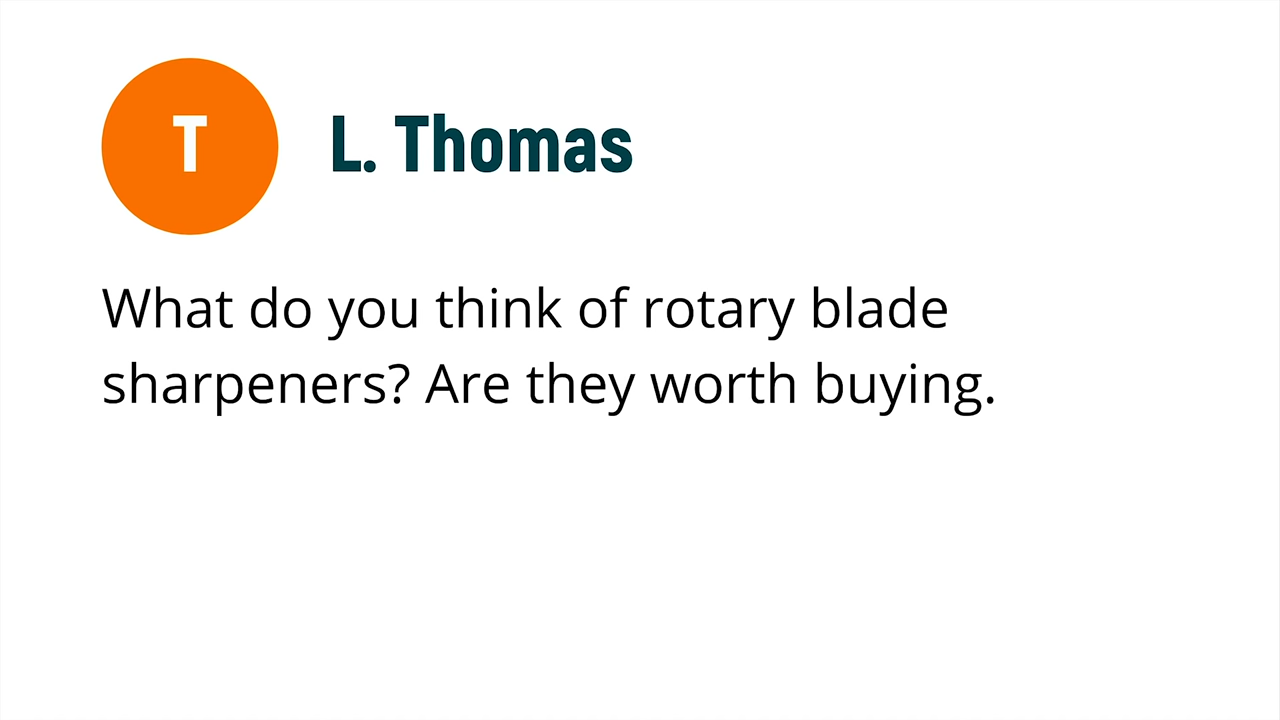 T
L. Thomas
What do you think of rotary blade
sharpeners? Are they worth buying.